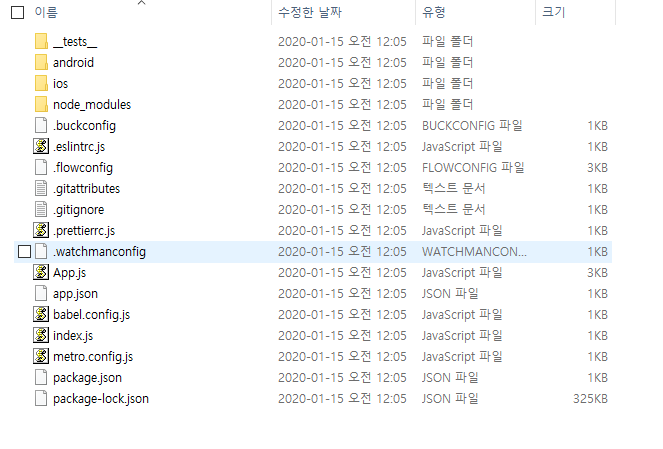 이름 수정한 날짜 유형 크기
__tests__ 2020-01-15 오전 12:05 파일 폴더
android 2020-01-15 오전 12:05 파일 폴더
ios 2020-01-15 오전 12:05 파일 폴더
node_modules 2020-01-15 오전 12:05 파일 폴더
.buckconfig 2020-01-15 오전 12:05 BUCKCONFIG 파일 1KB
.eslintrc.js 2020-01-15 오전 12:05 JavaScript 파일 1KB
.flowconfig 2020-01-15 오전 12:05 FLOWCONFIG 파일 3KB
.gitattributes 2020-01-15 오전 12:05 텍스트 문서 1KB
.gitignore 2020-01-15 오전 12:05 텍스트 문서 1KB
.prettierrc.js 2020-01-15 오전 12:05 JavaScript 파일 1KB
.watchmanconfig 2020-01-15 오전 12:05 WATCHMANCON... 1KB
App.js 2020-01-15 오전 12:05 JavaScript 파일 3KB
app.json 2020-01-15 오전 12:05 JSON 파일 1KB
babel.config.js 2020-01-15 오전 12:05 JavaScript 파일 1KB
index.js 2020-01-15 오전 12:05 JavaScript 파일 1KB
metro.config.js 2020-01-15 오전 12:05 JavaScript 파일 1KB
package.json 2020-01-15 오전 12:05 JSON 파일 1KB
package-lock.json 2020-01-15 오전 12:05 JSON 파일 325KB